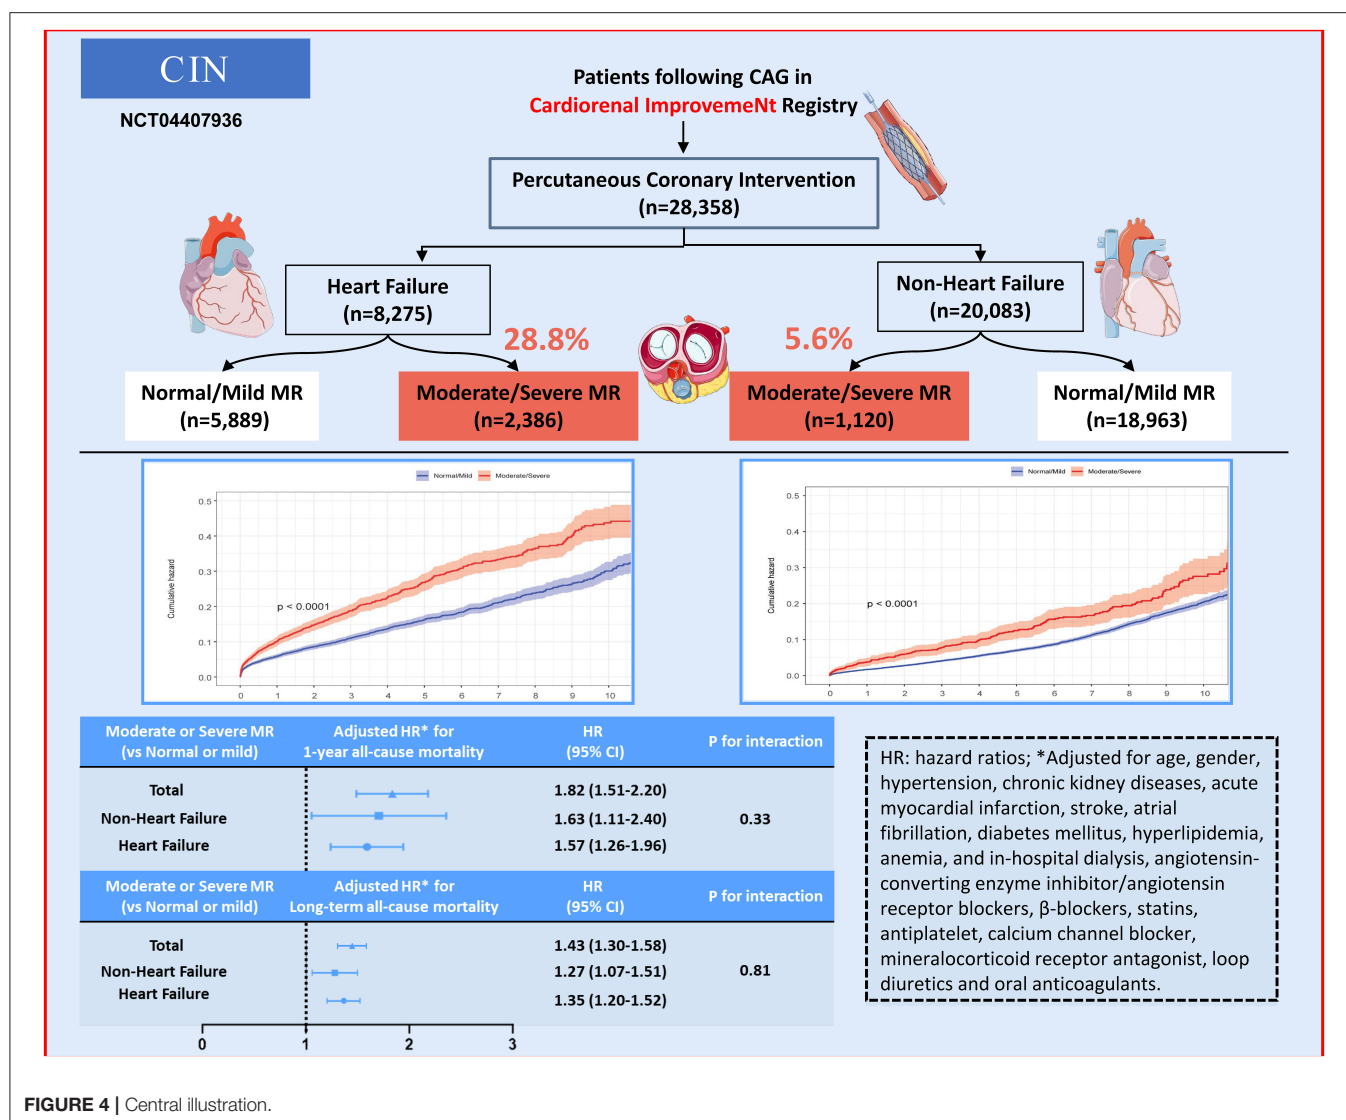 CIN
NCT04407936
Patients following CAG in
Cardiorenal ImprovemeNt Registry
Percutaneous Coronary Intervention
(n=28,358)
Heart Failure
(n=8,275)
Non-Heart Failure
(n=20,083)
28.8%
5.6%
Normal/Mild MR
(n=5,889)
Moderate/Severe MR
(n=2,386)
Moderate/Severe MR
(n=1,120)
Normal/Mild MR
(n=18,963)
Normal/Mild Moderate/Severe
Cumulative hazard
0.5
0.4
0.3
0.2
0.1
0.0
p < 0.0001
0 1 2 3 4 5 6 7 8 9 10
Normal/Mild Moderate/Severe
Cumulative hazard
0.5
0.4
0.3
0.2
0.1
0.0
p < 0.0001
0 1 2 3 4 5 6 7 8 9 10
Moderate or Severe MR Adjusted HR* for HR P for interaction
(vs Normal or mild) 1-year all-cause mortality (95% CI)
Total 1.82 (1.51-2.20)
Non-Heart Failure 1.63 (1.11-2.40) 0.33
Heart Failure 1.57 (1.26-1.96)
Moderate or Severe MR Adjusted HR* for HR P for interaction
(vs Normal or mild) Long-term all-cause mortality (95% CI)
Total 1.43 (1.30-1.58)
Non-Heart Failure 1.27 (1.07-1.51) 0.81
Heart Failure 1.35 (1.20-1.52)
0 1 2 3
HR: hazard ratios; *Adjusted for age, gender,
hypertension, chronic kidney diseases, acute
myocardial infarction, stroke, atrial
fibrillation, diabetes mellitus, hyperlipidemia,
anemia, and in-hospital dialysis, angiotensin-
converting enzyme inhibitor/angiotensin
receptor blockers, β-blockers, statins,
antiplatelet, calcium channel blocker,
mineralocorticoid receptor antagonist, loop
diuretics and oral anticoagulants.
FIGURE 4 | Central illustration.